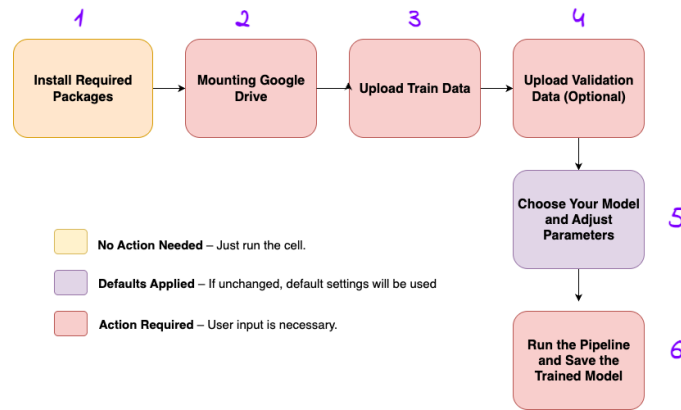 1
2
3
4
Install Required
Packages
Mounting Google
Drive
Upload Train Data
Upload Validation
Data (Optional)
Choose Your Model
and Adjust
Parameters
5
No Action Needed – Just run the cell.
Defaults Applied – If unchanged, default settings will be used
Action Required – User input is necessary.
Run the Pipeline
and Save the
Trained Model
6